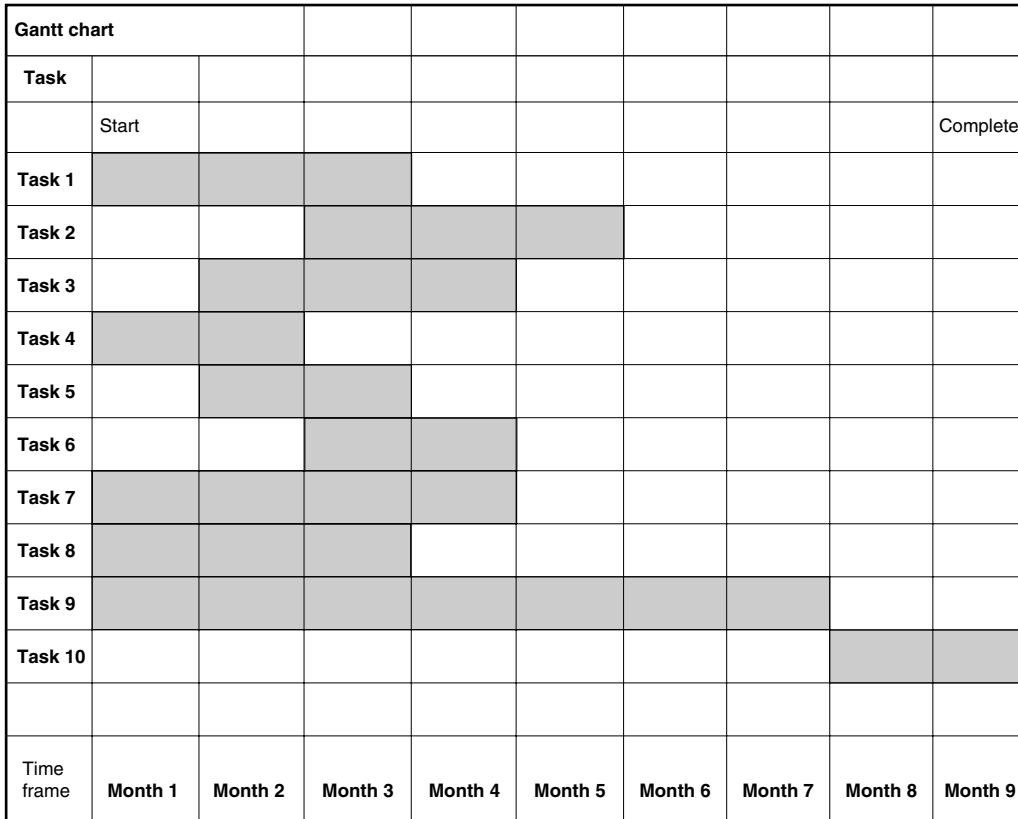 Gantt chart
Task
Start Complete
Task 1
Task 2
Task 3
Task 4
Task 5
Task 6
Task 7
Task 8
Task 9
Task 10
Time
frame Month 1 Month 2 Month 3 Month 4 Month 5 Month 6 Month 7 Month 8 Month 9